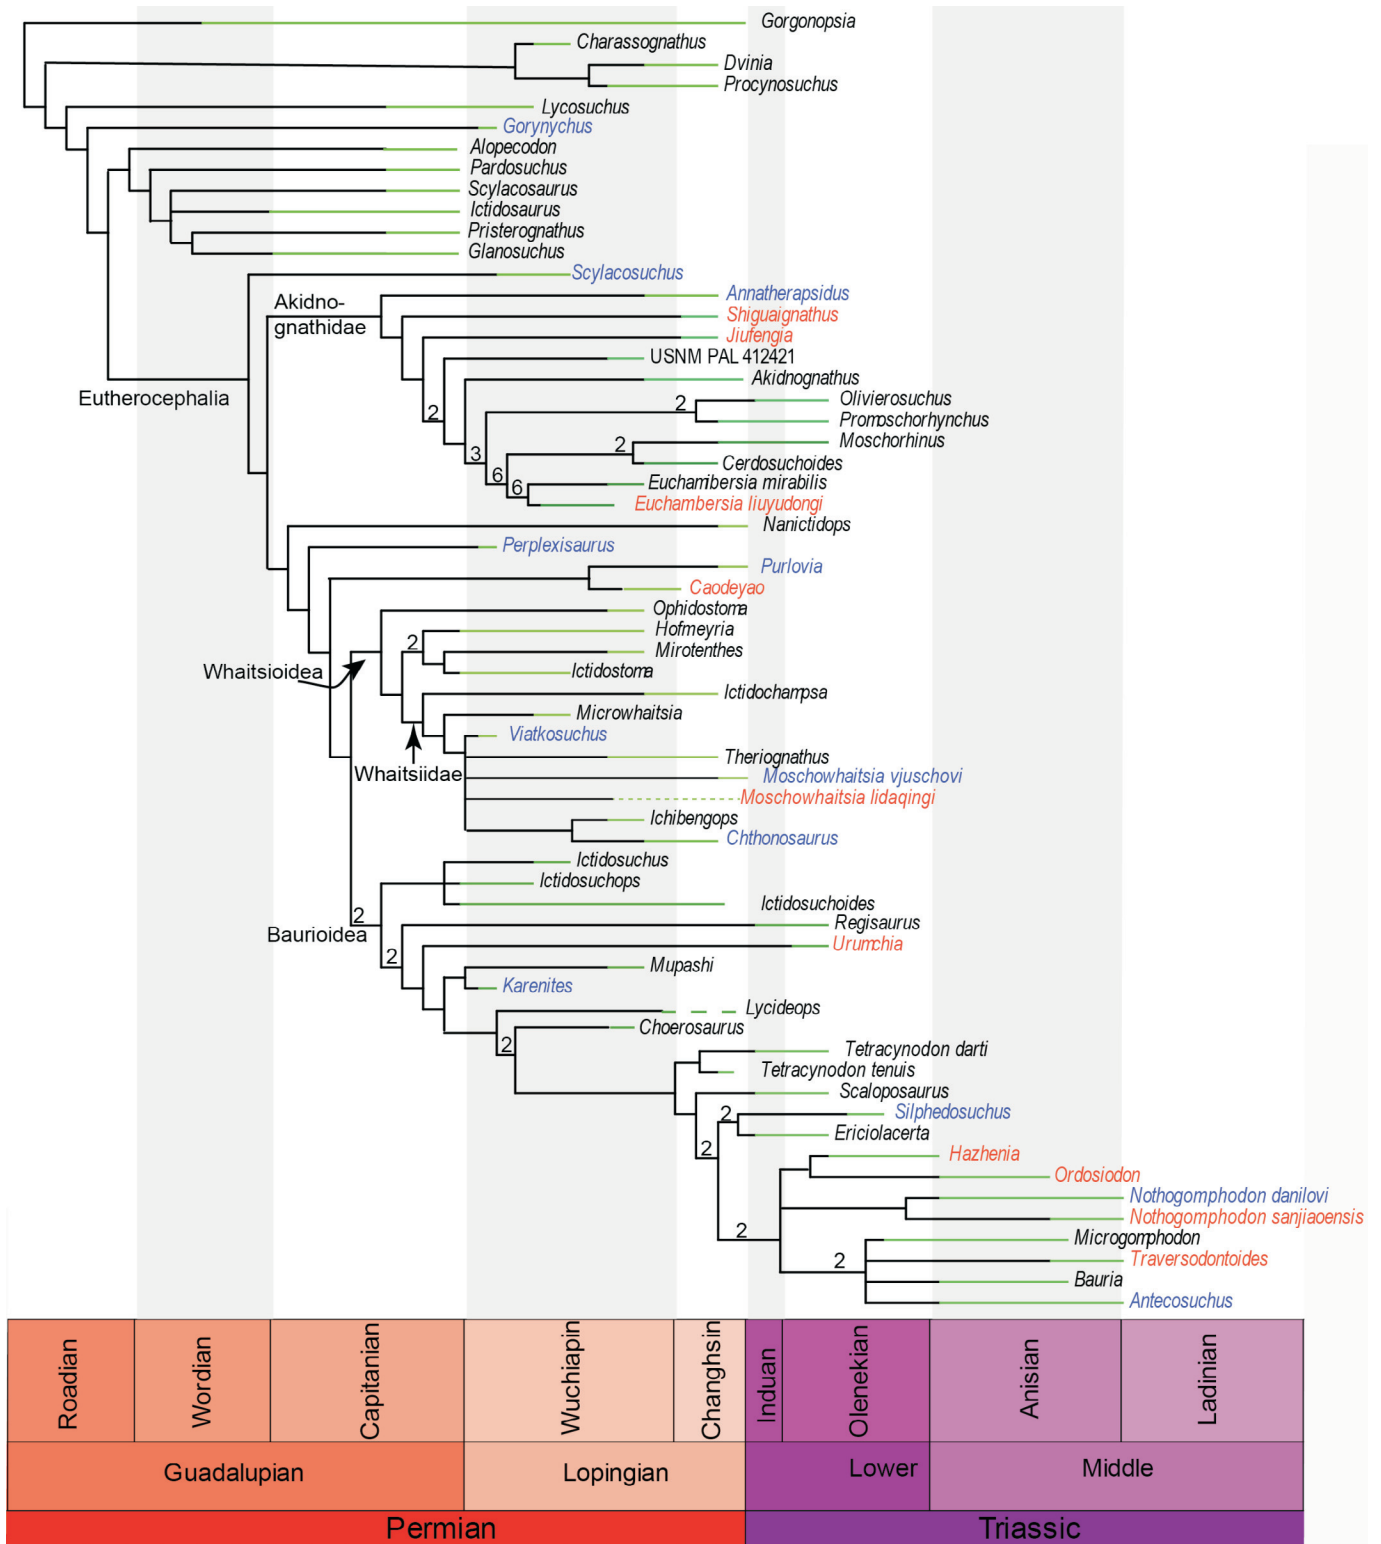 Gorgonopsia
Charassognathus
Dvinia
Procynosuchus
Lycosuchus
Gorynychus
Alopecodon
Pardosuchus
Scylacosaurus
Ictidosaurus
Pristerognathus
Glanosuchus
Scylacosuchus
Akidno-
gnathidae
Annatherapsidus
Shiguaignathus
Jiufengia
USNM PAL 412421
Akidnognathus
Eutherocephalia
Olivierosuchus
2
2
Promoschorhynchus
Moschorhinus
2
3
Cerdosuchoides
6
Euchambersia mirabilis
6
Euchambersia liuyudongi
Nanictidops
Perplexisaurus
Purlovia
Caodeyao
Ophidostoma
Hofmeyria
2
Mirotenthes
Whaitsioidea
Ictidostoma
Ictidochampsa
Microwhaitsia
Viatkosuchus
Theriognathus
Whaitsiidae
Moschowhaitsia vjuschovi
Moschowhaitsia lidaqingi
Ichibengops
Chthonosaurus
Ictidosuchus
Ictidosuchops
Ictidosuchoides
2
Regisaurus
Baurioidea
Urumchia
2
Mupashi
Karenites
Lycideops
Choerosaurus
2
Tetracynodon darti
Tetracynodon tenuis
Scaloposaurus
Silphedosuchus
2
Ericiolacerta
2
Hazhenia
Ordosiodon
Nothogomphodon danilovi
Nothogomphodon sanjiaoensis
2
Microgomphodon
Traversodontoides
2
Bauria
Antecosuchus
Roadian
Wordian
Capitanian
Wuchiapin
Changhsin
Induan
Olenekian
Anisian
Ladinian
Guadalupian
Lopingian
Lower
Middle
Permian
Triassic